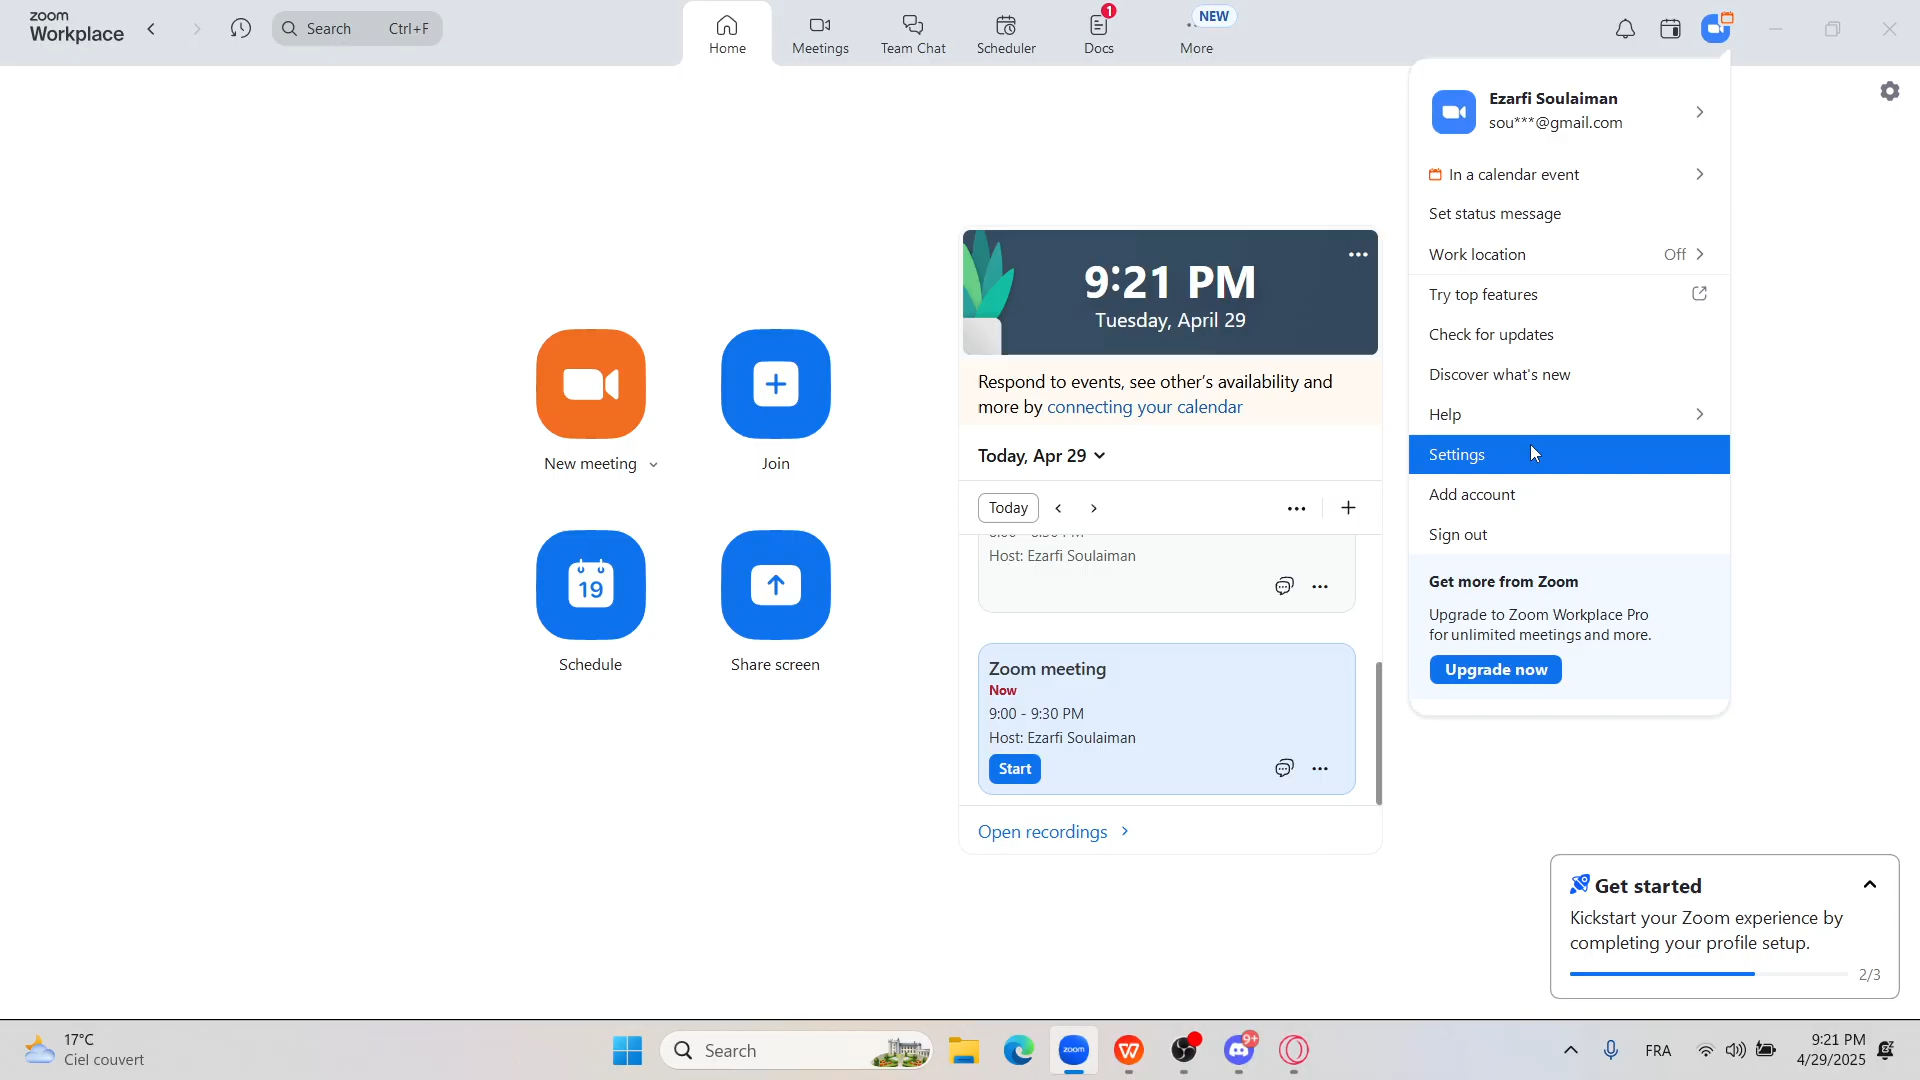 zoom
Workplace
Search Ctrl+F
Home
Meetings
Team Chat
Scheduler
1
Docs
NEW
More
Ezarfi Soulaiman
sou***@gmail.com
In a calendar event
Set status message
Work location Off
Try top features
Check for updates
Discover what's new
Help
Settings
Add account
Sign out
Get more from Zoom
Upgrade to Zoom Workplace Pro
for unlimited meetings and more.
Upgrade now
New meeting
Join
19
Schedule
Share screen
9:21 PM
Tuesday, April 29
Respond to events, see other's availability and
more by connecting your calendar
Today, Apr 29
Today
Host: Ezarfi Soulaiman
Zoom meeting
Now
9:00 - 9:30 PM
Host: Ezarfi Soulaiman
Start
Open recordings
Get started
Kickstart your Zoom experience by
completing your profile setup.
2/3
17°C
Ciel couvert
Search
zoom
9+
FRA
9:21 PM
4/29/2025